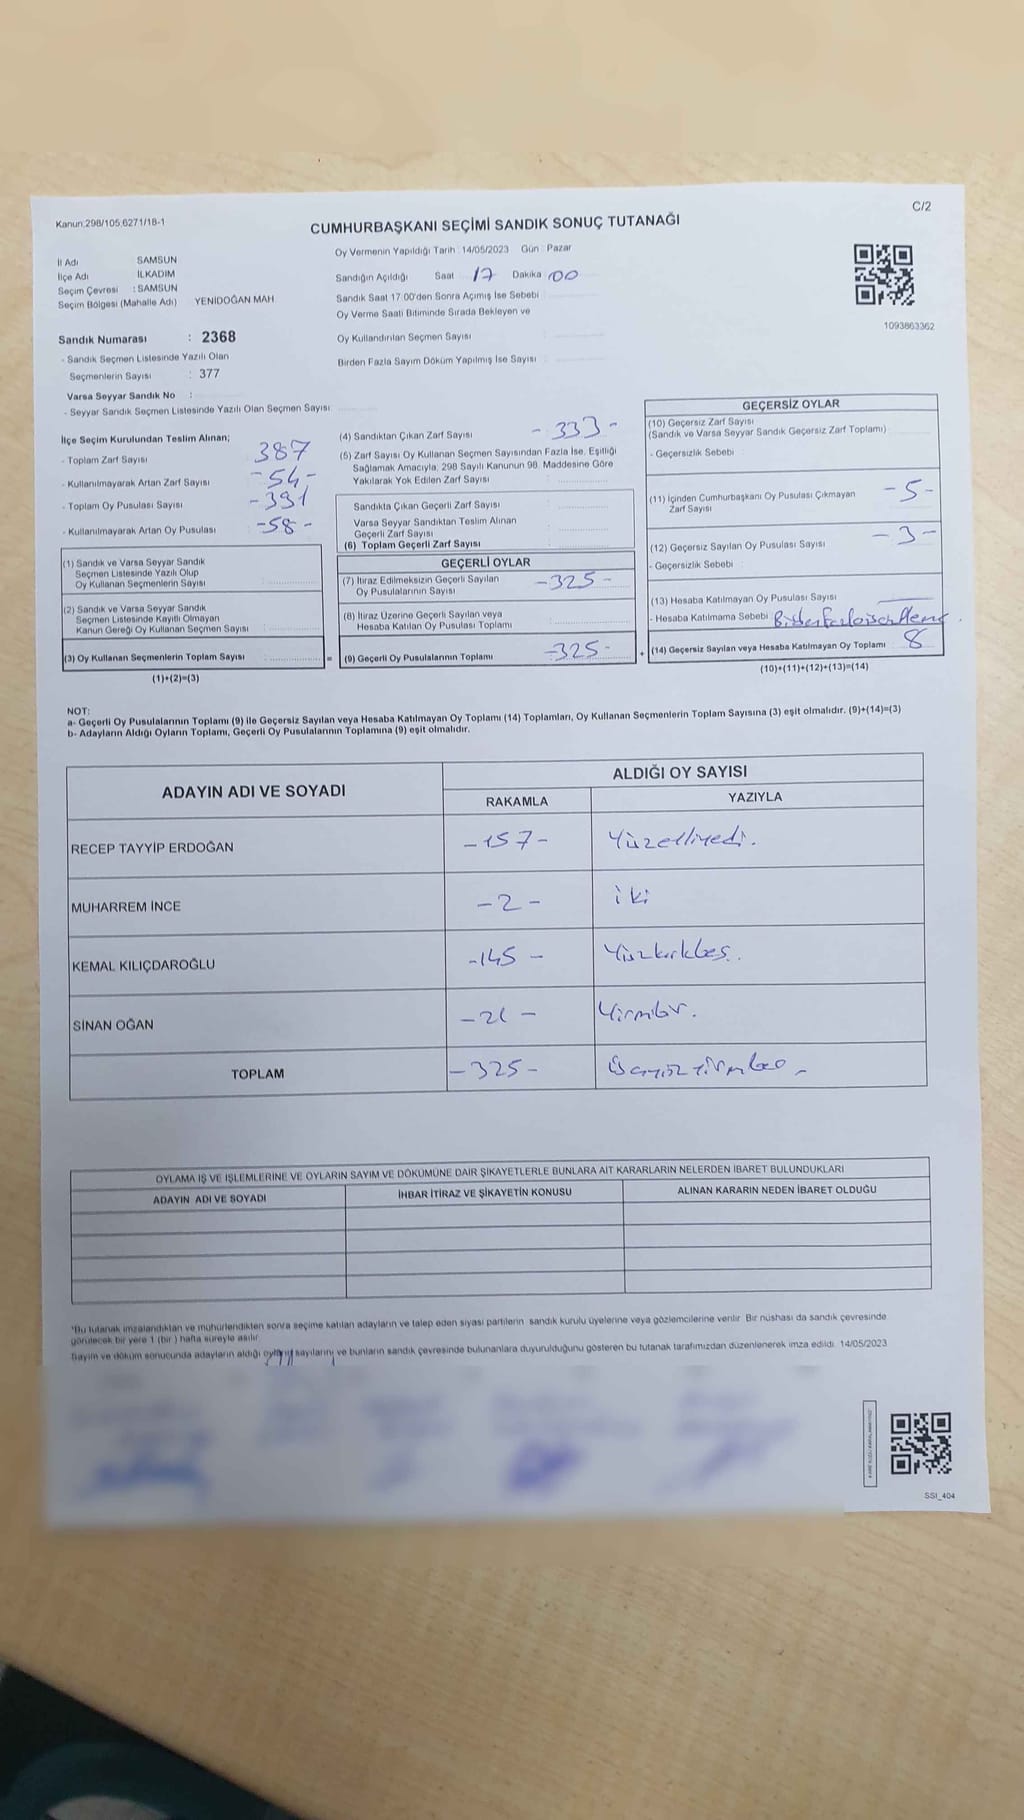 Kanun:298/105,6271/18-1
C/2
CUMHURBAŞKANI SEÇİMİ SANDIK SONUÇ TUTANAĞI
İl Adı SAMSUN
İlçe Adı İLKADIM
Seçim Çevresi : SAMSUN
Seçim Bölgesi (Mahalle Adı) YENİDOĞAN MAH
Oy Vermenin Yapıldığı Tarih : 14/05/2023 Gün : Pazar
Sandığın Açıldığı Saat 17 Dakika 00
Sandık Saat 17:00'den Sonra Açımış İse Sebebi
Oy Verme Saati Bitiminde Sırada Bekleyen ve
Oy Kullandırılan Seçmen Sayısı
Birden Fazla Sayım Döküm Yapılmış İse Sayısı
1093863362
Sandık Numarası : 2368
- Sandık Seçmen Listesinde Yazılı Olan
Seçmenlerin Sayısı : 377
Varsa Seyyar Sandık No :
- Seyyar Sandık Seçmen Listesinde Yazılı Olan Seçmen Sayısı
İlçe Seçim Kurulundan Teslim Alınan;
- Toplam Zarf Sayısı 387
- Kullanılmayarak Artan Zarf Sayısı -54-
- Toplam Oy Pusulası Sayısı -391
- Kullanılmayarak Artan Oy Pusulası -58-
(1) Sandık ve Varsa Seyyar Sandık
Seçmen Listesinde Yazılı Olup
Oy Kullanan Seçmenlerin Sayısı
(2) Sandık ve Varsa Seyyar Sandık
Seçmen Listesinde Kayıtlı Olmayan
Kanun Gereği Oy Kullanan Seçmen Sayısı
(3) Oy Kullanan Seçmenlerin Toplam Sayısı =
(1)+(2)=(3)
(4) Sandıktan Çıkan Zarf Sayısı -333-
(5) Zarf Sayısı Oy Kullanan Seçmen Sayısından Fazla İse, Eşitliği
Sağlamak Amacıyla, 298 Sayılı Kanunun 98. Maddesine Göre
Yakılarak Yok Edilen Zarf Sayısı
Sandıkta Çıkan Geçerli Zarf Sayısı
Varsa Seyyar Sandıktan Teslim Alınan
Geçerli Zarf Sayısı
(6) Toplam Geçerli Zarf Sayısı
GEÇERLİ OYLAR
(7) İtiraz Edilmeksizin Geçerli Sayılan
Oy Pusulalarının Sayısı -325-
(8) İtiraz Üzerine Geçerli Sayılan veya
Hesaba Katılan Oy Pusulası Toplamı
(9) Geçerli Oy Pusulalarının Toplamı -325- +
GEÇERSİZ OYLAR
(10) Geçersiz Zarf Sayısı
(Sandık ve Varsa Seyyar Sandık Geçersiz Zarf Toplamı)
- Geçersizlik Sebebi
(11) İçinden Cumhurbaşkanı Oy Pusulası Çıkmayan
Zarf Sayısı -5-
(12) Geçersiz Sayılan Oy Pusulası Sayısı -3-
- Geçersizlik Sebebi
(13) Hesaba Katılmayan Oy Pusulası Sayısı
- Hesaba Katılmama Sebebi
(14) Geçersiz Sayılan veya Hesaba Katılmayan Oy Toplamı 8
(10)+(11)+(12)+(13)=(14)
NOT:
a- Geçerli Oy Pusulalarının Toplamı (9) ile Geçersiz Sayılan veya Hesaba Katılmayan Oy Toplamı (14) Toplamları, Oy Kullanan Seçmenlerin Toplam Sayısına (3) eşit olmalıdır. (9)+(14)=(3)
b- Adayların Aldığı Oyların Toplamı, Geçerli Oy Pusulalarının Toplamına (9) eşit olmalıdır.
ADAYIN ADI VE SOYADI ALDIĞI OY SAYISI
RAKAMLA YAZIYLA
RECEP TAYYİP ERDOĞAN -157- Yüzelliyedi.
MUHARREM İNCE -2- iki
KEMAL KILIÇDAROĞLU -145- Yüzkırkbeş.
SİNAN OĞAN -21- Yirmibir.
TOPLAM -325- Üçyüzyirmibeş -
OYLAMA İŞ VE İŞLEMLERİNE VE OYLARIN SAYIM VE DÖKÜMÜNE DAİR ŞİKAYETLERLE BUNLARA AİT KARARLARIN NELERDEN İBARET BULUNDUKLARI
ADAYIN ADI VE SOYADI İHBAR İTİRAZ VE ŞİKAYETİN KONUSU ALINAN KARARIN NEDEN İBARET OLDUĞU
*Bu tutanak imzalandıktan ve mühürlendikten sonra seçime katılan adayların ve talep eden siyasi partilerin sandık kurulu üyelerine veya gözlemcilerine verilir. Bir nüshası da sandık çevresinde
görülecek bir yere 1 (bir ) hafta süreyle asılır.
Sayım ve döküm sonucunda adayların aldığı oyların sayılarını ve bunların sandık çevresinde bulunanlara duyurulduğunu gösteren bu tutanak tarafımızdan düzenlenerek imza edildi. 14/05/2023
SSI_404